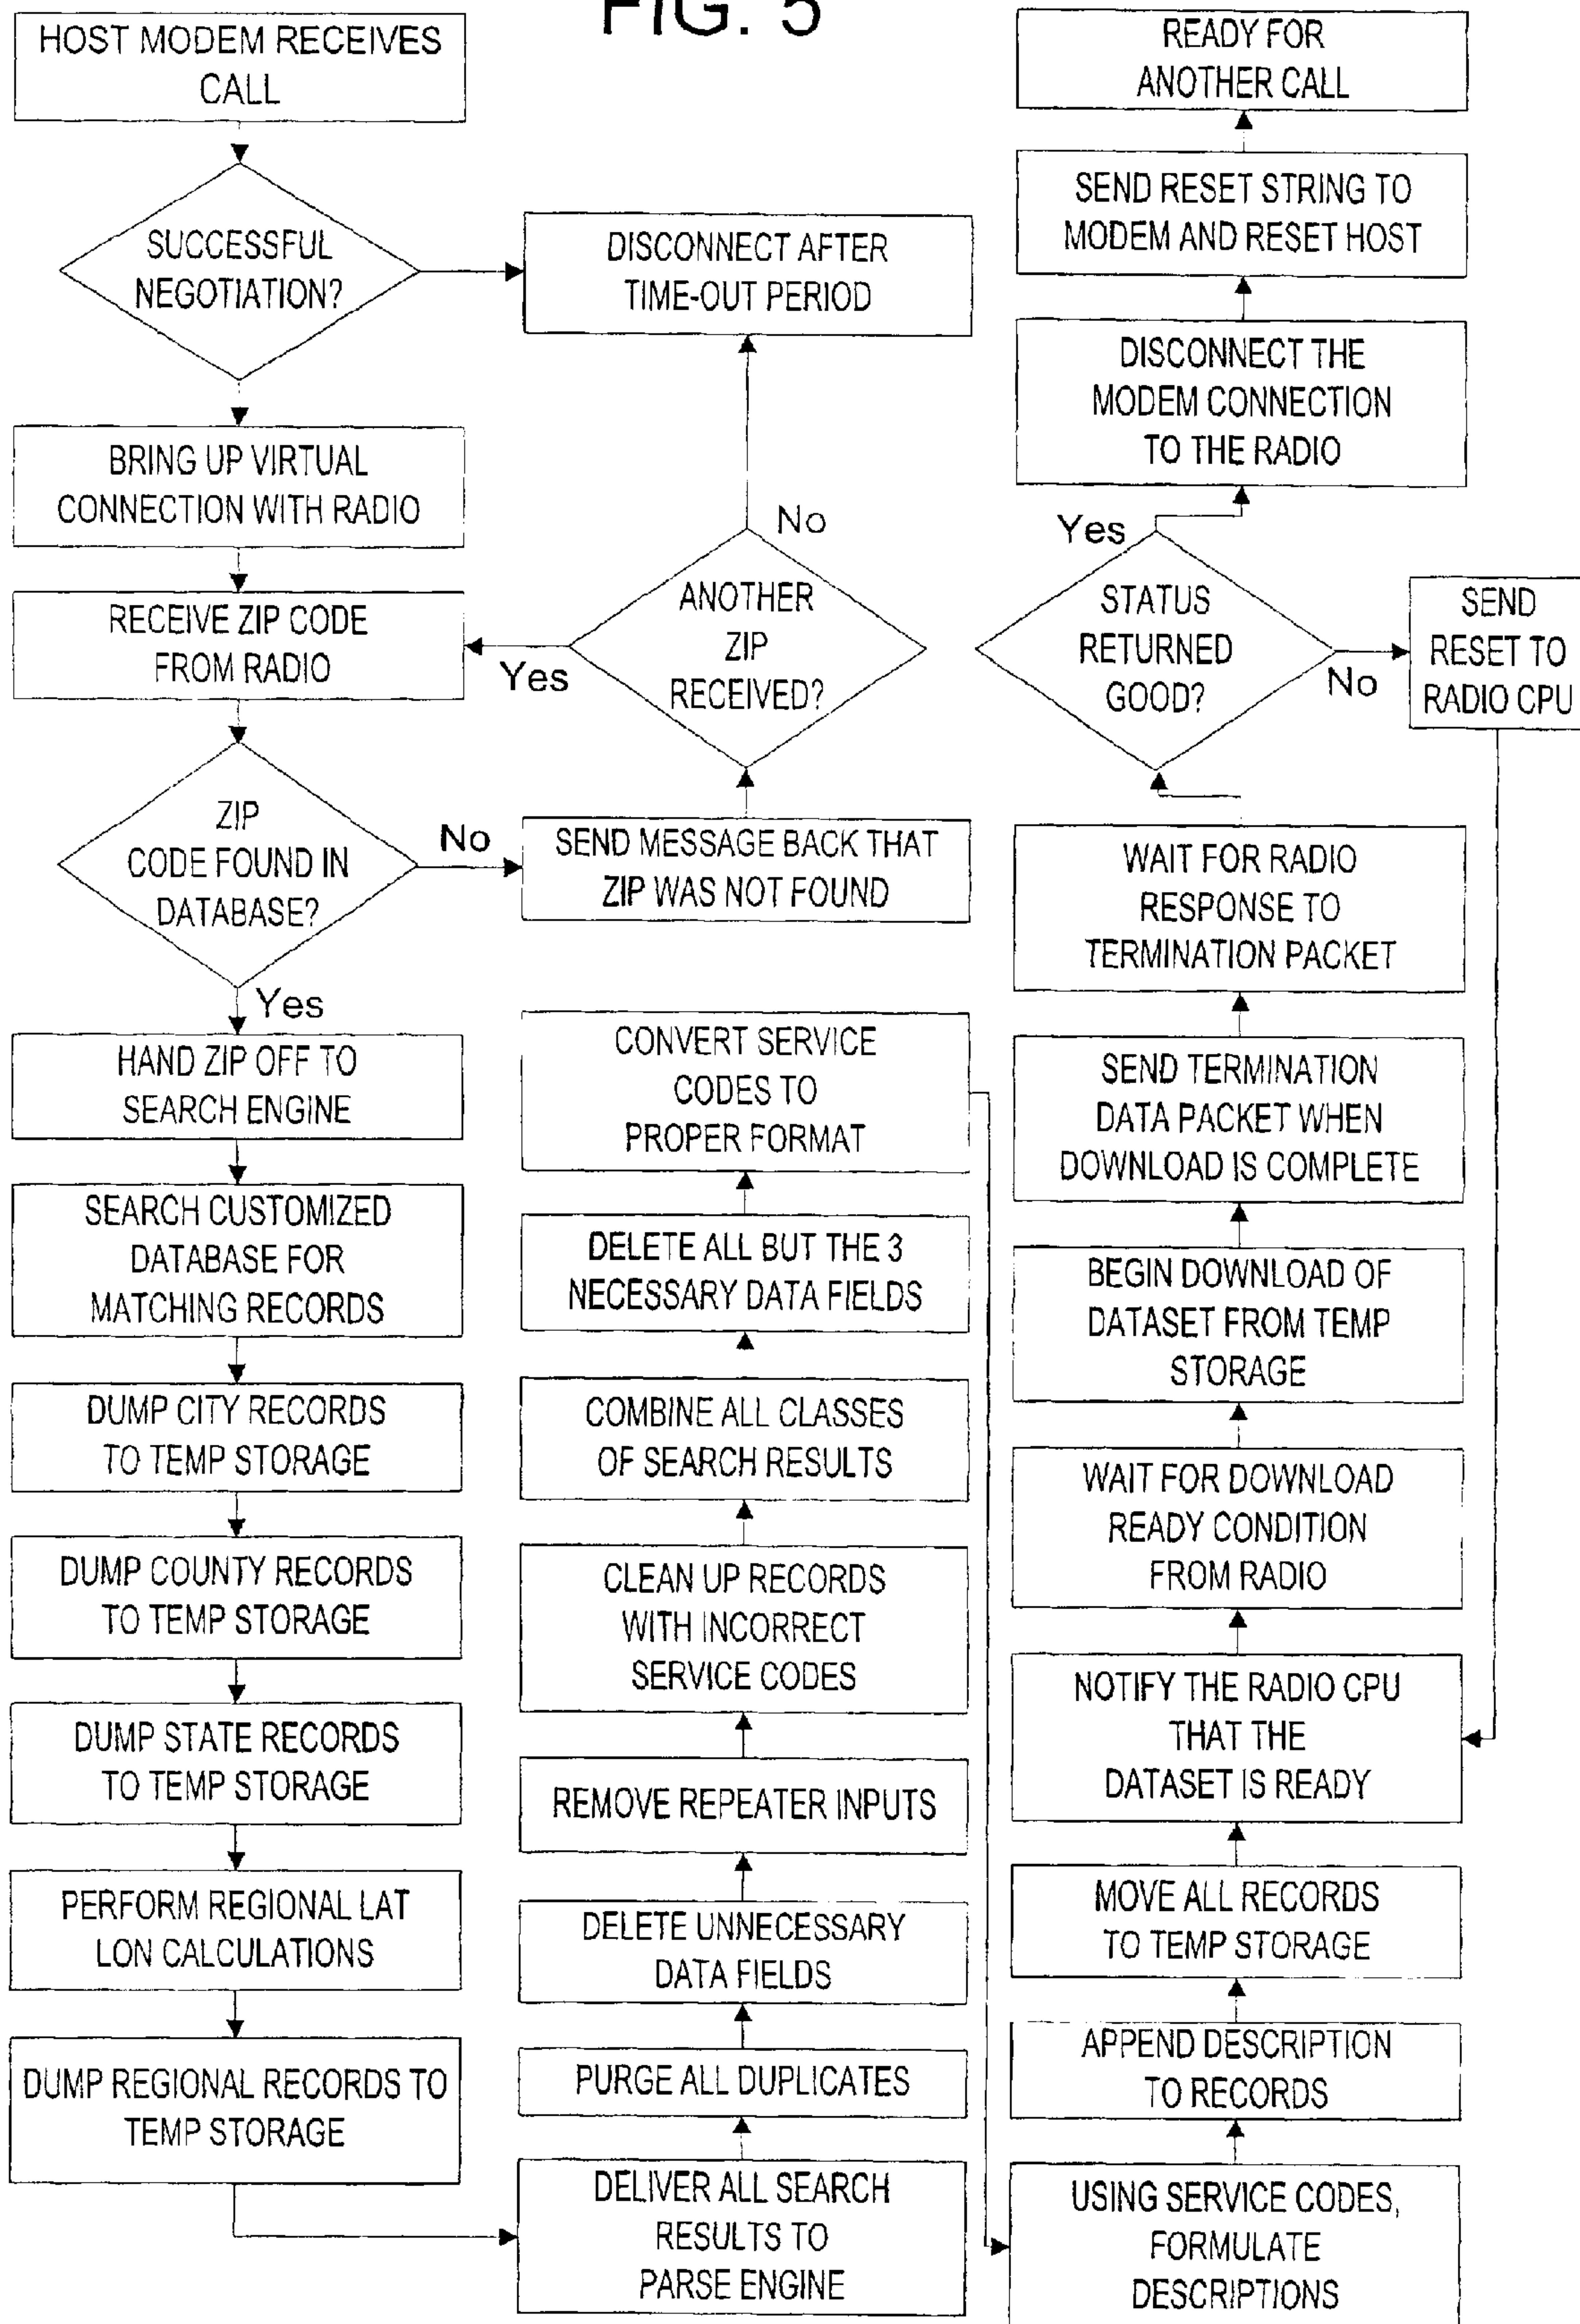 FIG. 5
HOST MODEM RECEIVES
CALL
SUCCESSFUL
NEGOTIATION?
DISCONNECT AFTER
TIME-OUT PERIOD
BRING UP VIRTUAL
CONNECTION WITH RADIO
RECEIVE ZIP CODE
FROM RADIO
Yes
ANOTHER
ZIP
RECEIVED?
No
ZIP
CODE FOUND IN
DATABASE?
No
SEND MESSAGE BACK THAT
ZIP WAS NOT FOUND
Yes
HAND ZIP OFF TO
SEARCH ENGINE
SEARCH CUSTOMIZED
DATABASE FOR
MATCHING RECORDS
DUMP CITY RECORDS
TO TEMP STORAGE
DUMP COUNTY RECORDS
TO TEMP STORAGE
DUMP STATE RECORDS
TO TEMP STORAGE
PERFORM REGIONAL LAT
LON CALCULATIONS
DUMP REGIONAL RECORDS TO
TEMP STORAGE
DELIVER ALL SEARCH
RESULTS TO
PARSE ENGINE
PURGE ALL DUPLICATES
DELETE UNNECESSARY
DATA FIELDS
REMOVE REPEATER INPUTS
CLEAN UP RECORDS
WITH INCORRECT
SERVICE CODES
COMBINE ALL CLASSES
OF SEARCH RESULTS
DELETE ALL BUT THE 3
NECESSARY DATA FIELDS
CONVERT SERVICE
CODES TO
PROPER FORMAT
USING SERVICE CODES,
FORMULATE
DESCRIPTIONS
APPEND DESCRIPTION
TO RECORDS
MOVE ALL RECORDS
TO TEMP STORAGE
NOTIFY THE RADIO CPU
THAT THE
DATASET IS READY
WAIT FOR DOWNLOAD
READY CONDITION
FROM RADIO
BEGIN DOWNLOAD OF
DATASET FROM TEMP
STORAGE
SEND TERMINATION
DATA PACKET WHEN
DOWNLOAD IS COMPLETE
WAIT FOR RADIO
RESPONSE TO
TERMINATION PACKET
STATUS
RETURNED
GOOD?
No
SEND
RESET TO
RADIO CPU
Yes
DISCONNECT THE
MODEM CONNECTION
TO THE RADIO
SEND RESET STRING TO
MODEM AND RESET HOST
READY FOR
ANOTHER CALL